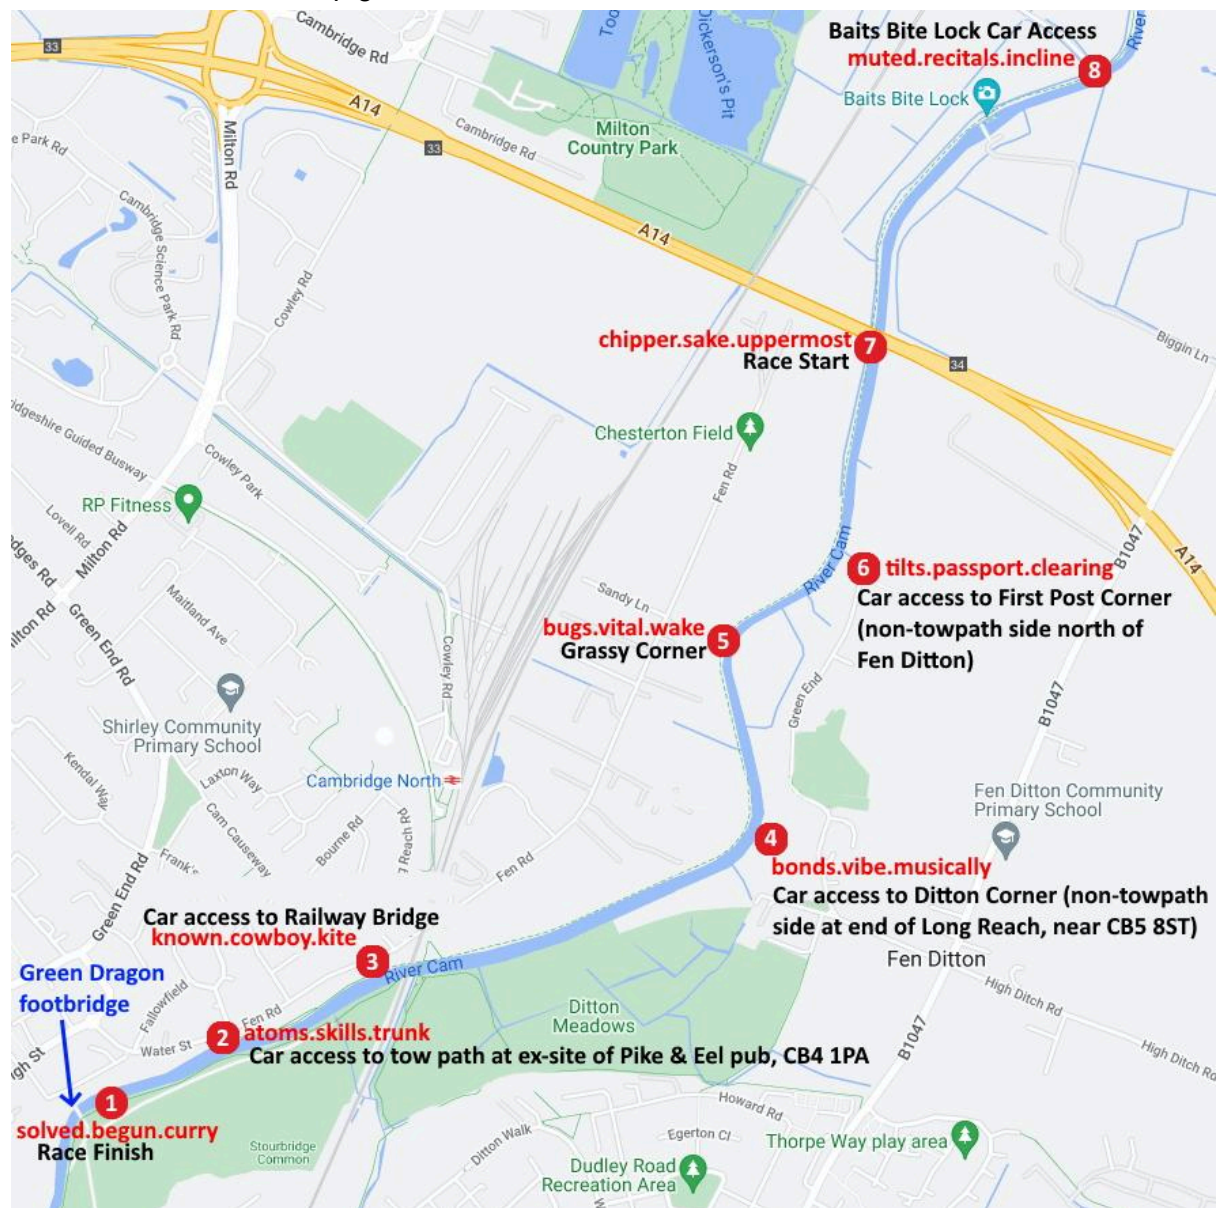 Baits Bite Lock Car Access
muted.recitals.incline
8
Baits Bite Lock
River
Dickerson's Pit
Cambridge Rd
33
A14
Milton Rd
Milton
Country Park
Cambridge Rd
33
e Park Rd
Cambridge Science Park Rd
Cowley Rd
A14
chipper.sake.uppermost
7
Race Start
34
Biggin Ln
Chesterton Field
Fen Rd
ridgeshire Guided Busway
Cowley Park
RP Fitness
Lovell Rd
Milton Rd
dges Rd
ilton Rd
Maitland Ave
Green End Rd
River Cam
6
tilts.passport.clearing
Car access to First Post Corner
(non-towpath side north of
Fen Ditton)
B1047
A14
Sandy Ln
bugs.vital.wake
5
Grassy Corner
Cowley Rd
Green End
B1047
Shirley Community
Primary School
Kendal Way
Laxton Way
Cam Causeway
Cambridge North
Bourne Rd
t Reach Rd
Fen Rd
Frank's
Green End Rd
Fen Ditton Community
Primary School
4
bonds.vibe.musically
Car access to Ditton Corner (non-towpath
side at end of Long Reach, near CB5 8ST)
Fen Ditton
Car access to Railway Bridge
known.cowboy.kite
3
River Cam
Green Dragon
footbridge
Fallowfield
Fen Rd
Water St
gh St
2
atoms.skills.trunk
Car access to tow path at ex-site of Pike & Eel pub, CB4 1PA
Ditton
Meadows
High Ditch Rd
B1047
High Ditch Rd
1
solved.begun.curry
Race Finish
Stourbridge
Common
Ditton Walk
Howard Rd
Egerton Cl
Thorpe Way play area
Dudley Road
Recreation Area